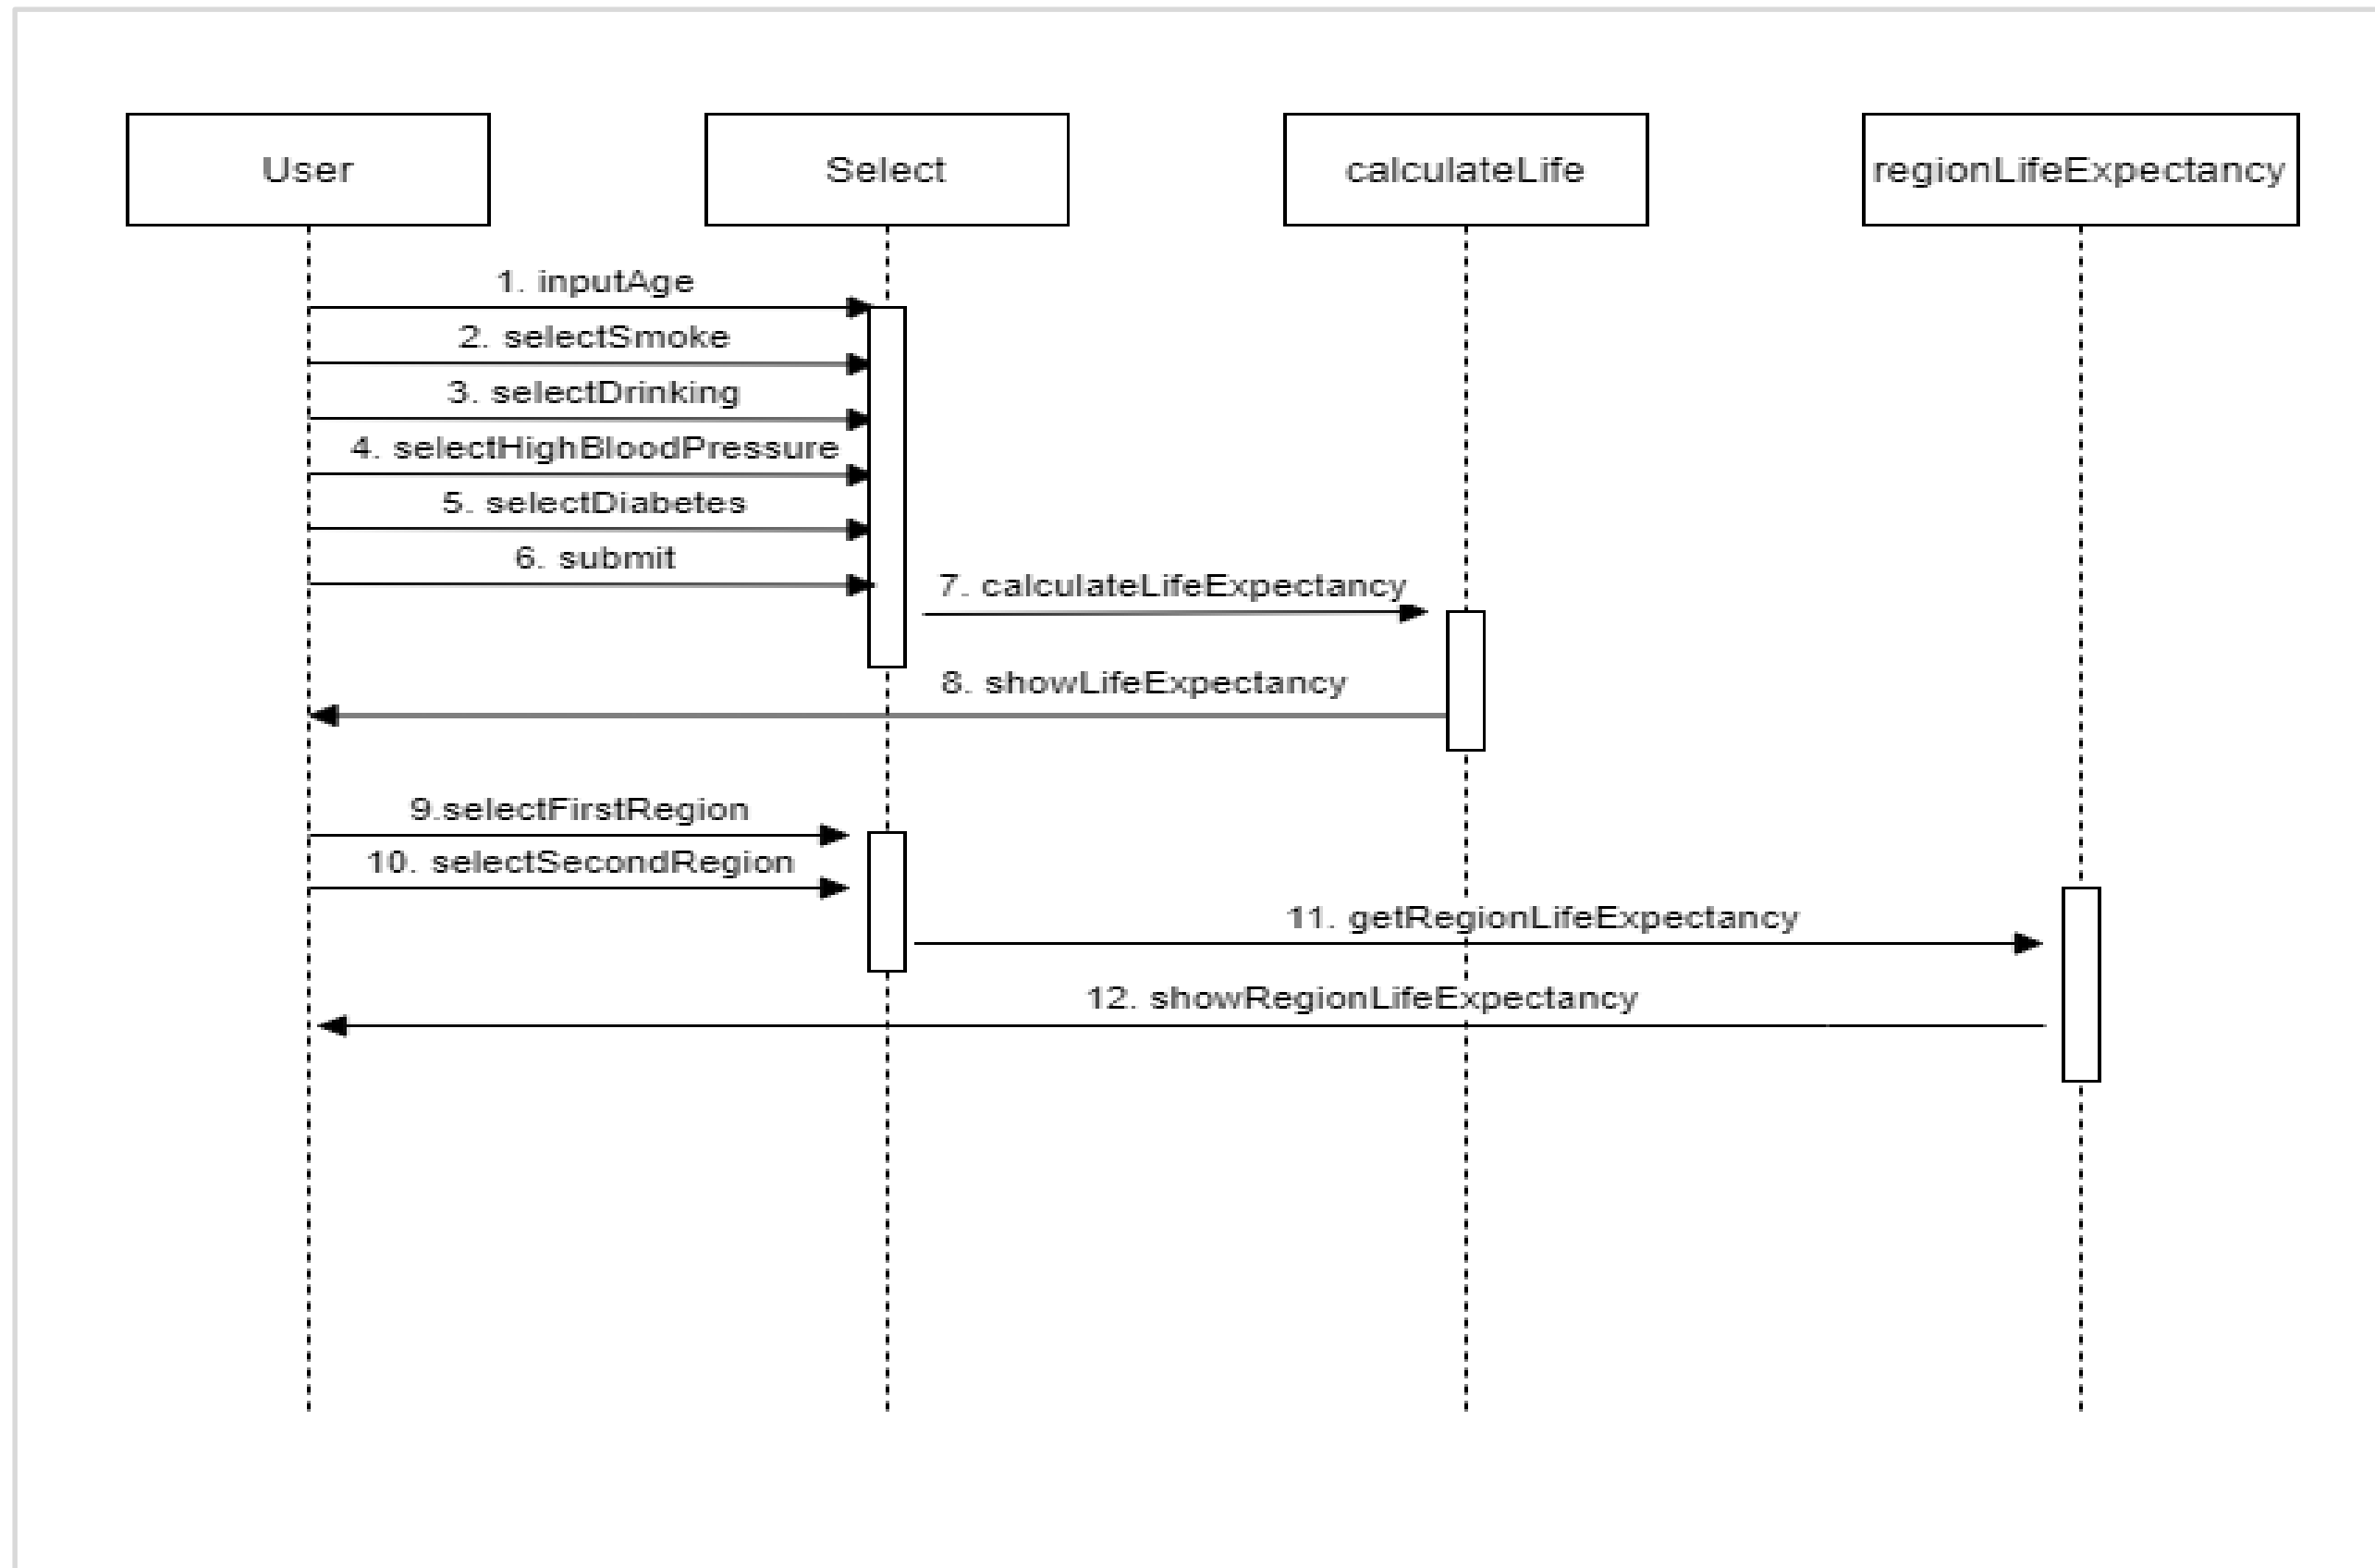 User
Select
calculateLife
regionLifeExpectancy
1. inputAge
2. selectSmoke
3. selectDrinking
4. selectHighBloodPressure
5. selectDiabetes
6. submit
7. calculateLifeExpectancy
8. showLifeExpectancy
9.selectFirstRegion
10. selectSecondRegion
11. getRegionLifeExpectancy
12. showRegionLifeExpectancy